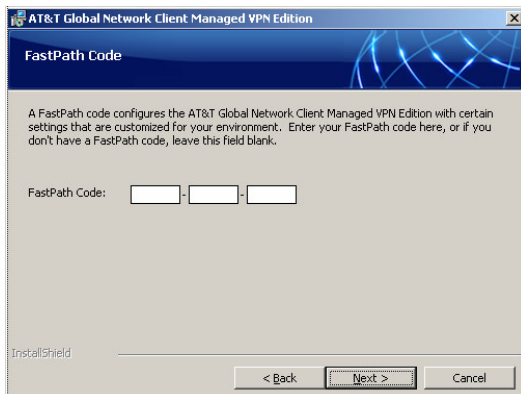 AT&T Global Network Client Managed VPN Edition
FastPath Code
A FastPath code configures the AT&T Global Network Client Managed VPN Edition with certain
settings that are customized for your environment. Enter your FastPath code here, or if you
don't have a FastPath code, leave this field blank.
FastPath Code: - -
InstallShield
< Back Next > Cancel